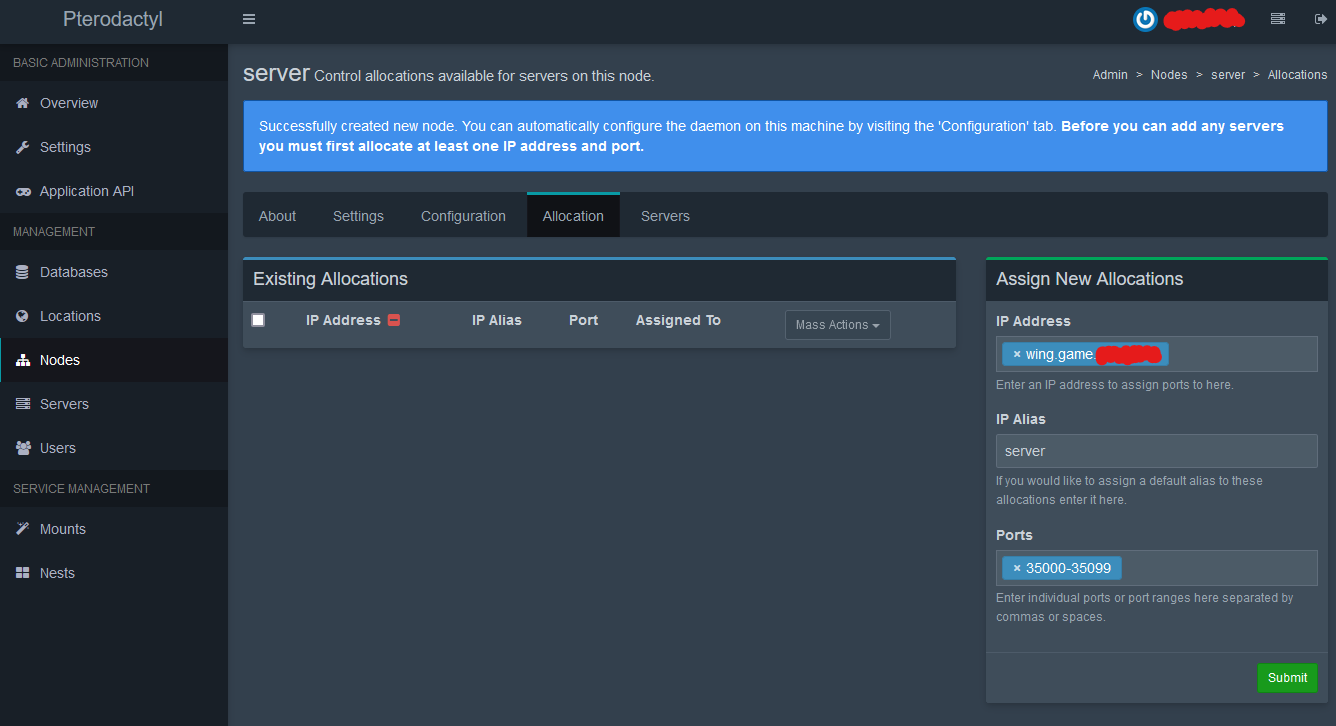 Pterodactyl
BASIC ADMINISTRATION
Overview
Settings
Application API
MANAGEMENT
Databases
Locations
Nodes
Servers
Users
SERVICE MANAGEMENT
Mounts
Nests
server Control allocations available for servers on this node.
Admin > Nodes > server > Allocations
Successfully created new node. You can automatically configure the daemon on this machine by visiting the 'Configuration' tab. Before you can add any servers
you must first allocate at least one IP address and port.
About Settings Configuration Allocation Servers
Existing Allocations
IP Address IP Alias Port Assigned To Mass Actions
Assign New Allocations
IP Address
× wing.game.
Enter an IP address to assign ports to here.
IP Alias
server
If you would like to assign a default alias to these
allocations enter it here.
Ports
× 35000-35099
Enter individual ports or port ranges here separated by
commas or spaces.
Submit